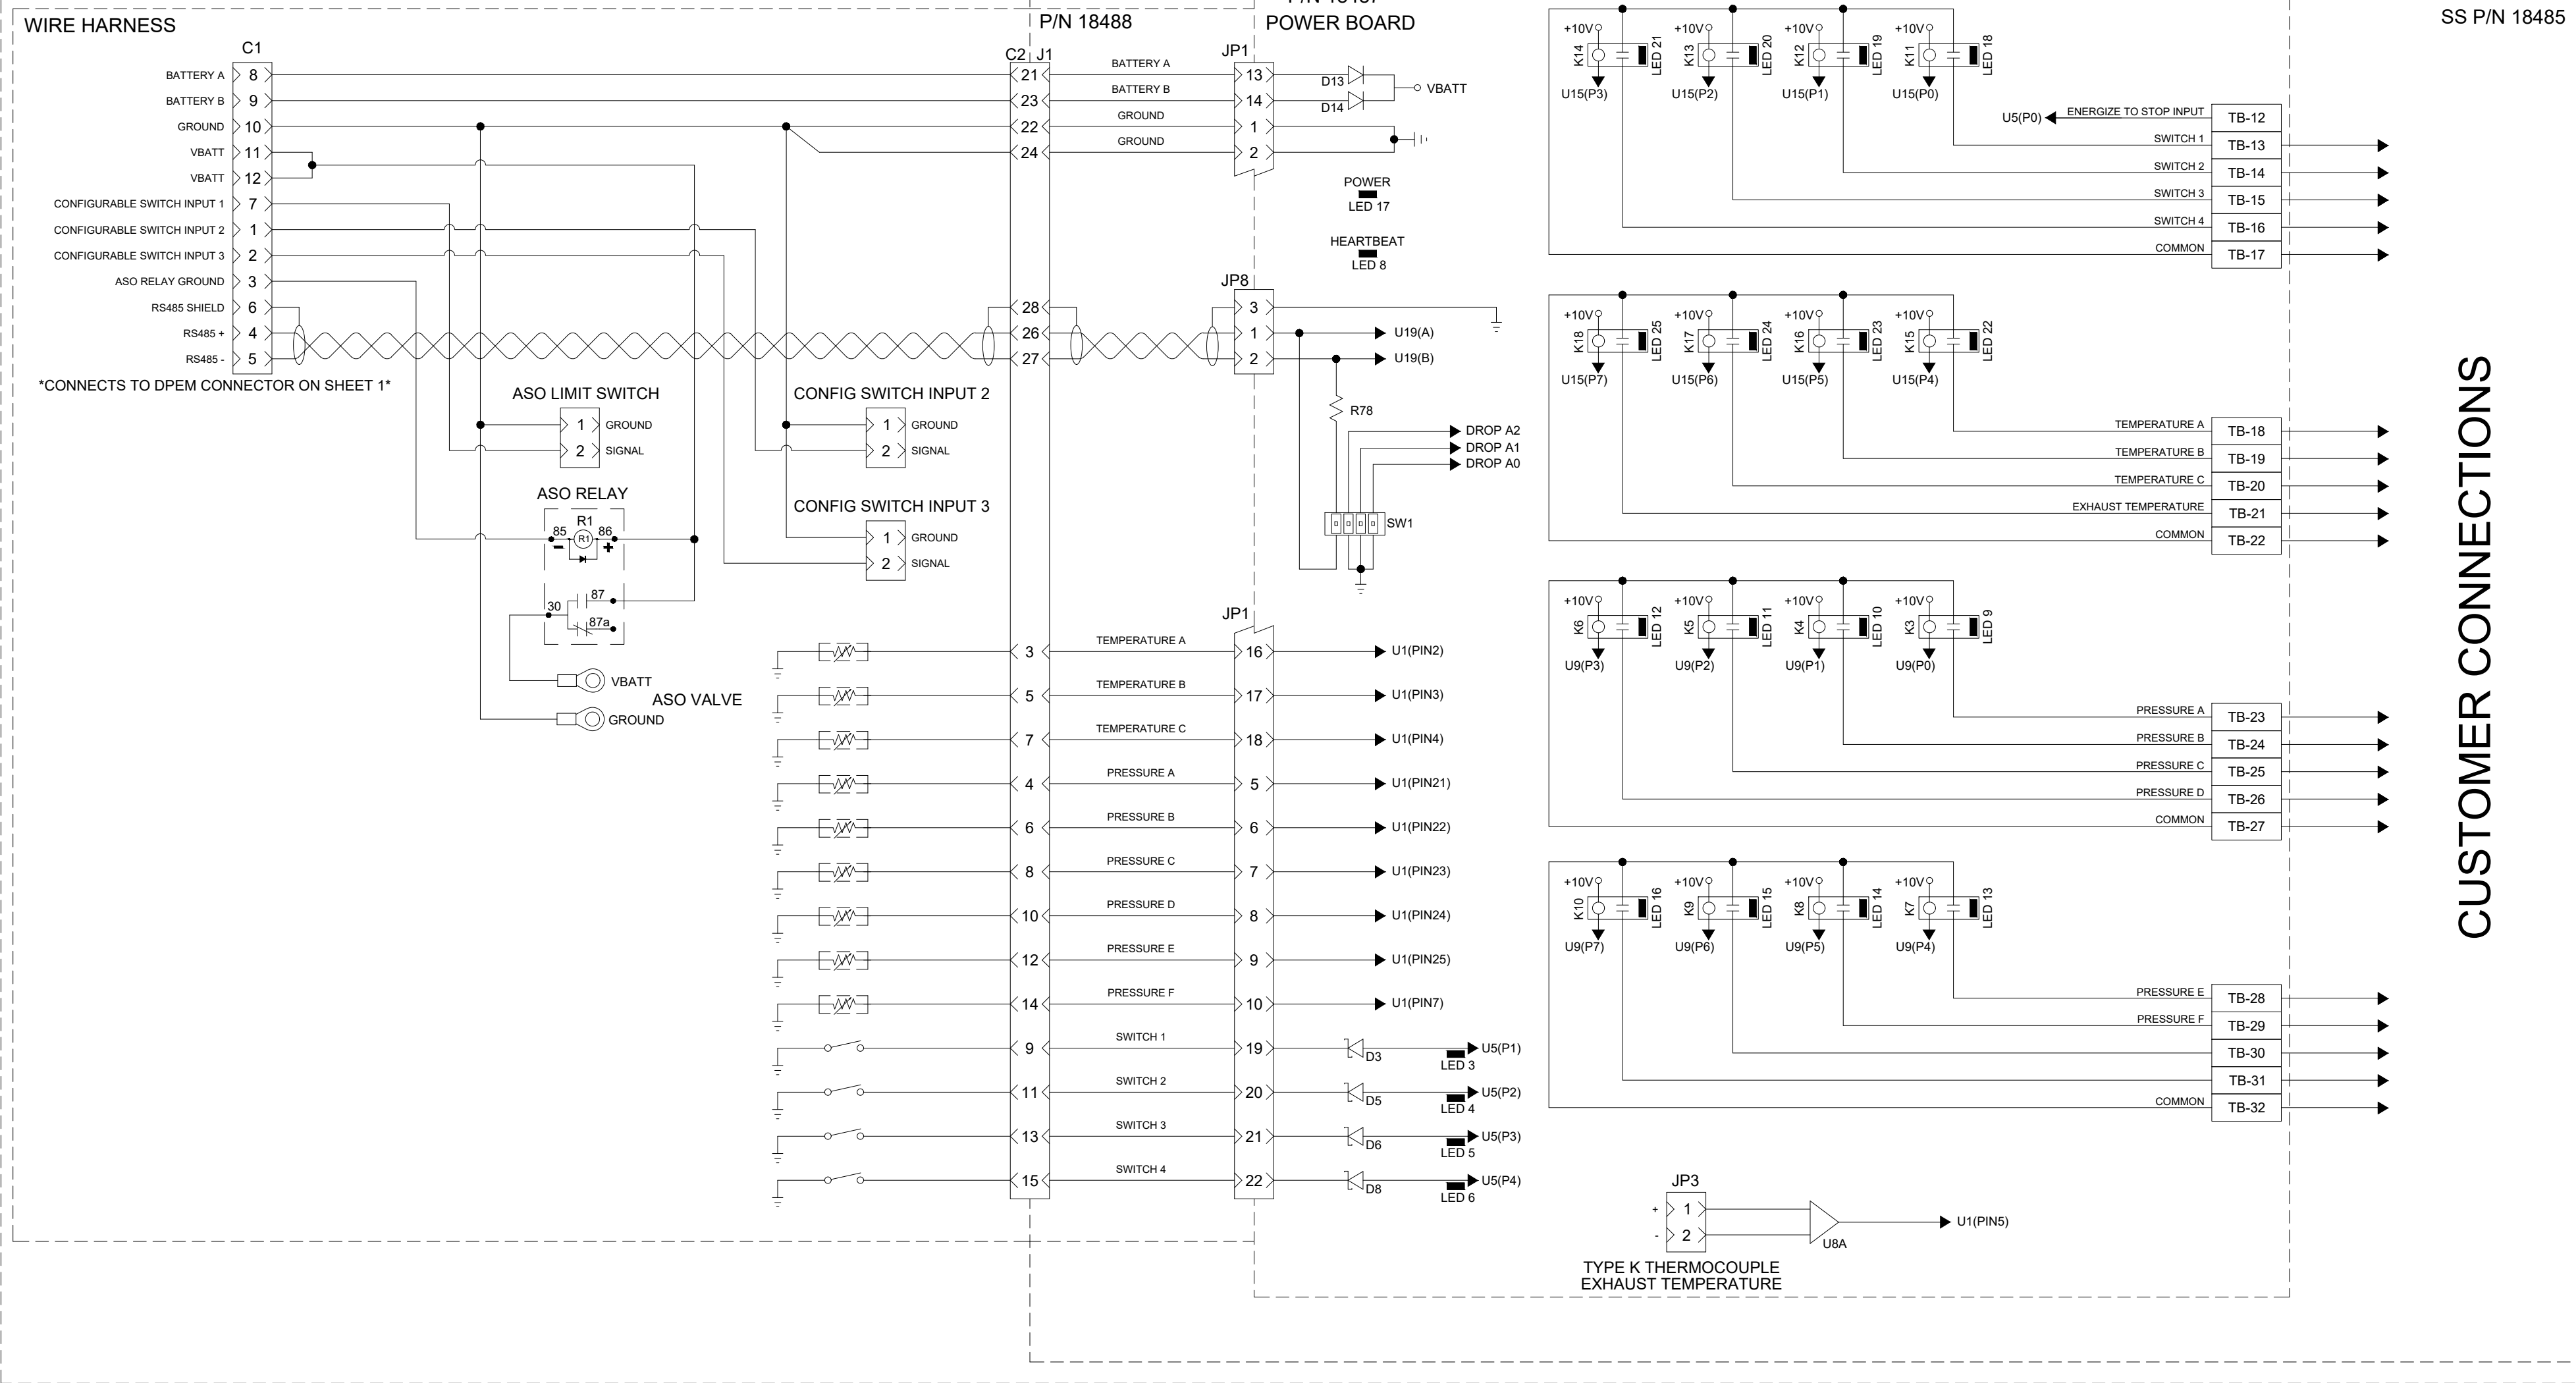 WIRE HARNESS
P/N 18488
POWER BOARD
SS P/N 18485
C1
BATTERY A 8
BATTERY B 9
GROUND 10
VBATT 11
VBATT 12
CONFIGURABLE SWITCH INPUT 1 7
CONFIGURABLE SWITCH INPUT 2 1
CONFIGURABLE SWITCH INPUT 3 2
ASO RELAY GROUND 3
RS485 SHIELD 6
RS485 + 4
RS485 - 5
*CONNECTS TO DPEM CONNECTOR ON SHEET 1*
ASO LIMIT SWITCH
1 GROUND
2 SIGNAL
CONFIG SWITCH INPUT 2
1 GROUND
2 SIGNAL
CONFIG SWITCH INPUT 3
1 GROUND
2 SIGNAL
ASO RELAY
R1
85 R1 86
- +
30 87
87a
VBATT
ASO VALVE
GROUND
C2 J1
JP1
21 BATTERY A 13 D13
23 BATTERY B 14 D14
VBATT
22 GROUND 1
24 GROUND 2
POWER
LED 17
HEARTBEAT
LED 8
JP8
28 3
26 1 U19(A)
27 2 U19(B)
R78
DROP A2
DROP A1
DROP A0
SW1
JP1
3 TEMPERATURE A 16 U1(PIN2)
5 TEMPERATURE B 17 U1(PIN3)
7 TEMPERATURE C 18 U1(PIN4)
4 PRESSURE A 5 U1(PIN21)
6 PRESSURE B 6 U1(PIN22)
8 PRESSURE C 7 U1(PIN23)
10 PRESSURE D 8 U1(PIN24)
12 PRESSURE E 9 U1(PIN25)
14 PRESSURE F 10 U1(PIN7)
9 SWITCH 1 19 D3 LED 3 U5(P1)
11 SWITCH 2 20 D5 LED 4 U5(P2)
13 SWITCH 3 21 D6 LED 5 U5(P3)
15 SWITCH 4 22 D8 LED 6 U5(P4)
+10V +10V +10V +10V
K14 LED 21 K13 LED 20 K12 LED 19 K11 LED 18
U15(P3) U15(P2) U15(P1) U15(P0)
U5(P0) ENERGIZE TO STOP INPUT TB-12
SWITCH 1 TB-13
SWITCH 2 TB-14
SWITCH 3 TB-15
SWITCH 4 TB-16
COMMON TB-17
+10V +10V +10V +10V
K18 LED 25 K17 LED 24 K16 LED 23 K15 LED 22
U15(P7) U15(P6) U15(P5) U15(P4)
TEMPERATURE A TB-18
TEMPERATURE B TB-19
TEMPERATURE C TB-20
EXHAUST TEMPERATURE TB-21
COMMON TB-22
+10V +10V +10V +10V
K6 LED 12 K5 LED 11 K4 LED 10 K3 LED 9
U9(P3) U9(P2) U9(P1) U9(P0)
PRESSURE A TB-23
PRESSURE B TB-24
PRESSURE C TB-25
PRESSURE D TB-26
COMMON TB-27
+10V +10V +10V +10V
K10 LED 16 K9 LED 15 K8 LED 14 K7 LED 13
U9(P7) U9(P6) U9(P5) U9(P4)
PRESSURE E TB-28
PRESSURE F TB-29
TB-30
TB-31
COMMON TB-32
JP3
+ 1
- 2
U8A
U1(PIN5)
TYPE K THERMOCOUPLE
EXHAUST TEMPERATURE
CUSTOMER CONNECTIONS